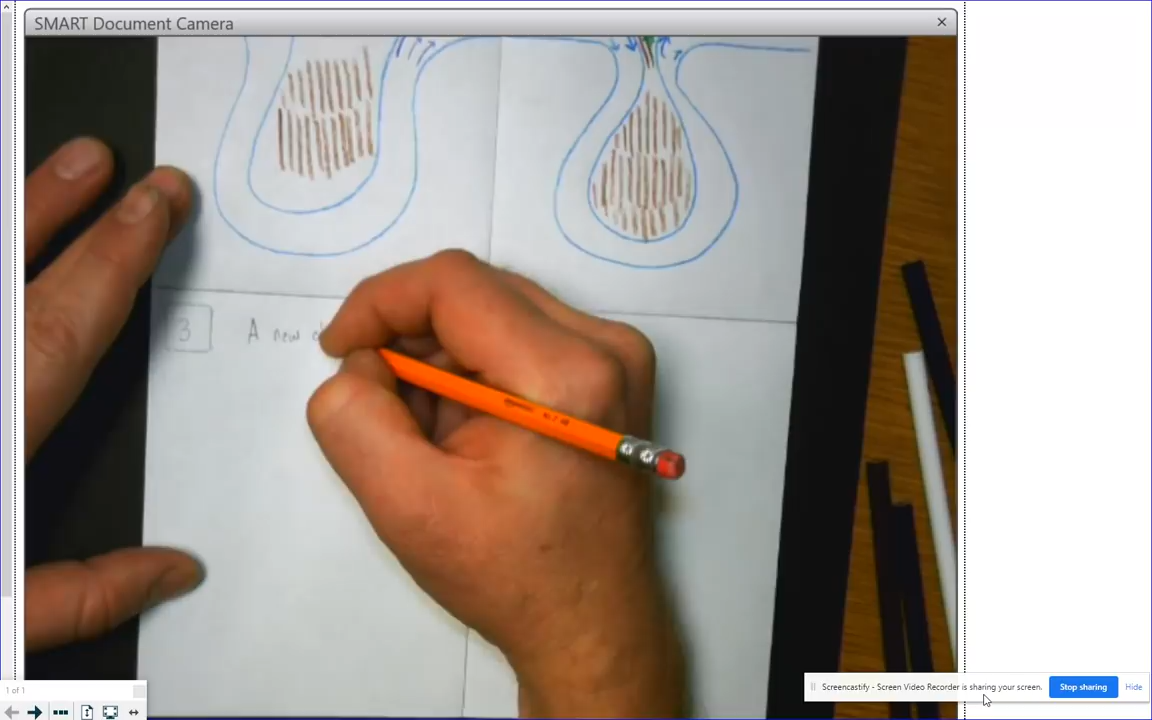 SMART Document Camera
3 A new
1 of 1
Screencastify - Screen Video Recorder is sharing your screen.
Stop sharing
Hide